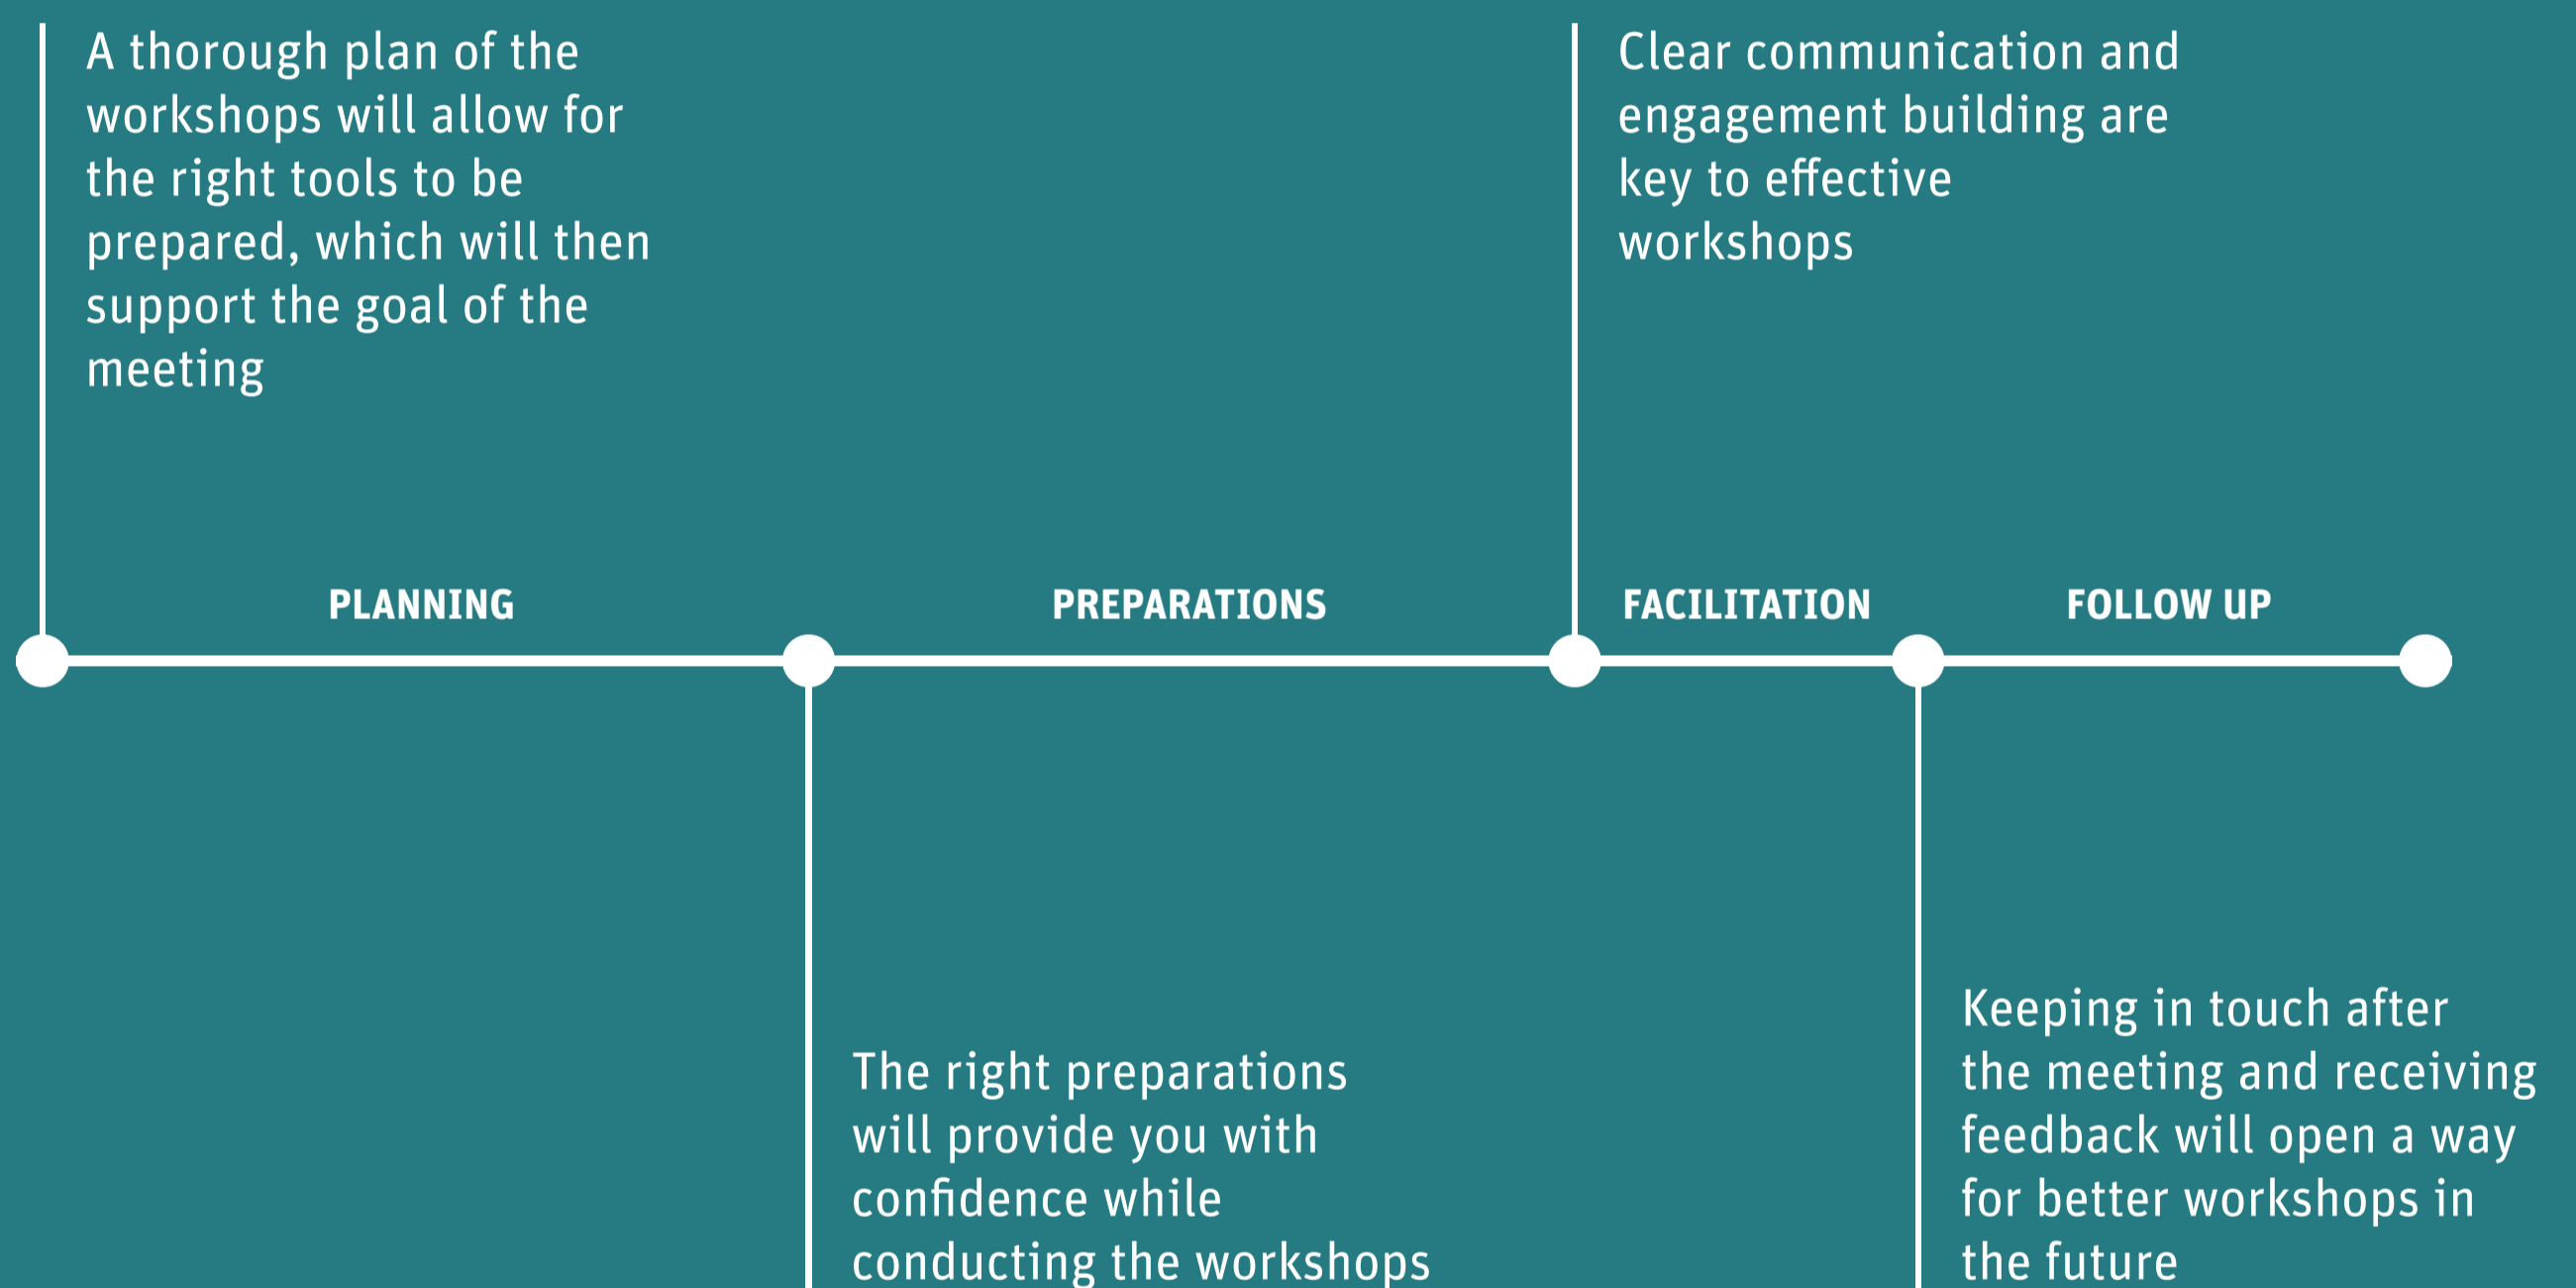 A thorough plan of the
workshops will allow for
the right tools to be
prepared, which will then
support the goal of the
meeting
Clear communication and
engagement building are
key to effective
workshops
PLANNING
PREPARATIONS
FACILITATION
FOLLOW UP
The right preparations
will provide you with
confidence while
conducting the workshops
Keeping in touch after
the meeting and receiving
feedback will open a way
for better workshops in
the future